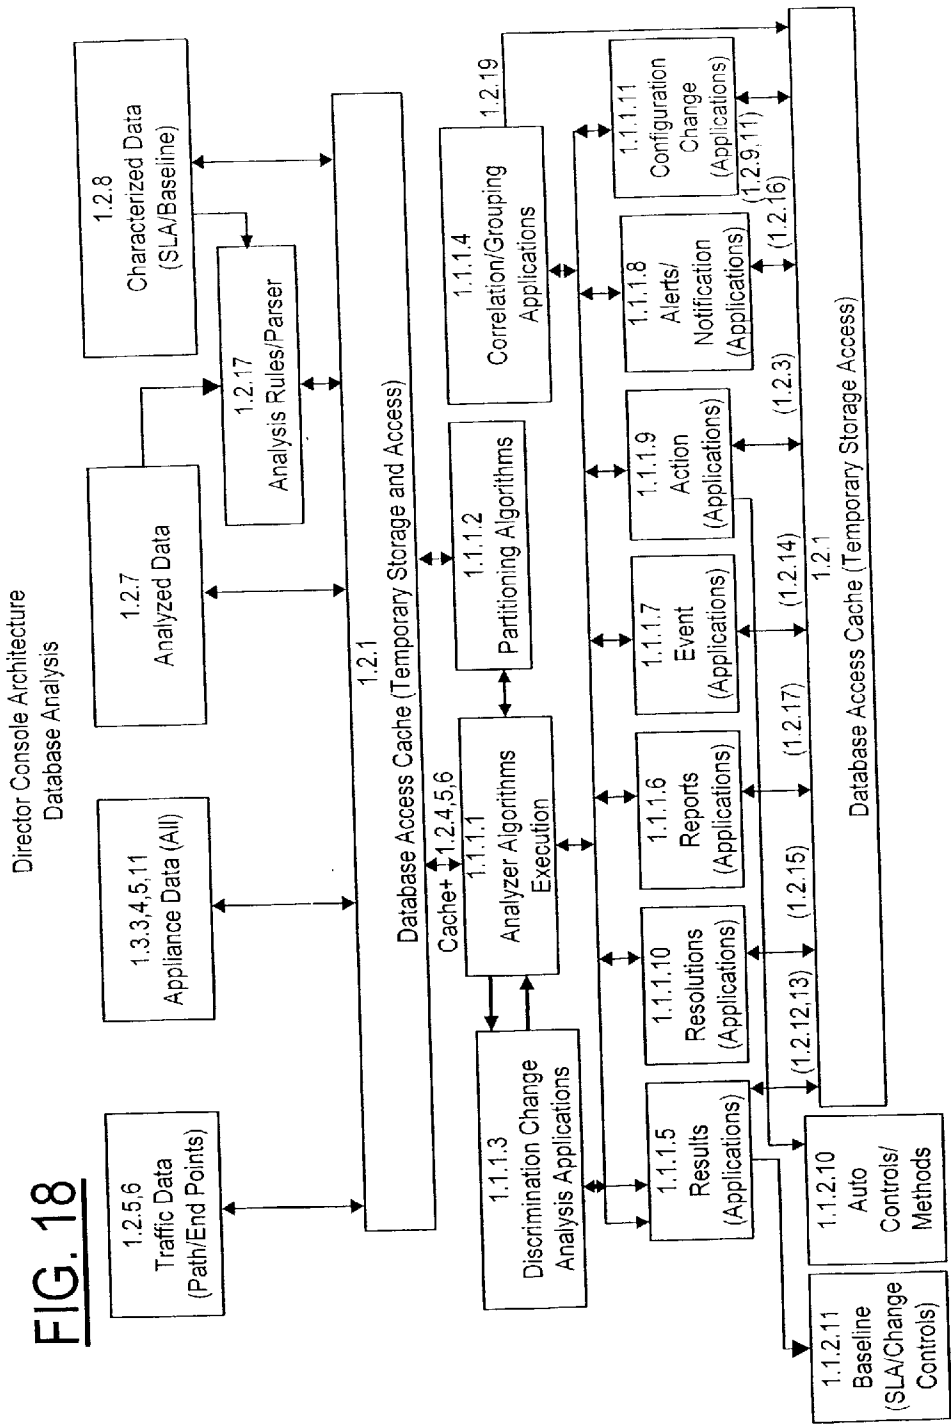 FIG. 18
Director Console Architecture
Database Analysis
1.2.5,6
Traffic Data
(Path/End Points)
1.3.3,4,5,11
Appliance Data (All)
1.2.7
Analyzed Data
1.2.8
Characterized Data
(SLA/Baseline)
1.2.17
Analysis Rules/Parser
1.2.1
Database Access Cache (Temporary Storage and Access)
Cache+
1.2.4,5,6
1.1.1.3
Discrimination Change
Analysis Applications
1.1.1.1
Analyzer Algorithms
Execution
1.1.1.2
Partitioning Algorithms
1.1.1.4
Correlation/Grouping
Applications
1.2.19
1.1.1.5
Results
(Applications)
1.1.1.10
Resolutions
(Applications)
1.1.1.6
Reports
(Applications)
1.1.1.7
Event
(Applications)
1.1.1.9
Action
(Applications)
1.1.1.8
Alerts/
Notification
(Applications)
1.1.1.11
Configuration
Change
(Applications)
(1.2.12,13)
(1.2.15)
(1.2.17)
(1.2.14)
(1.2.3)
(1.2.16)
(1.2.9,11)
1.2.1
Database Access Cache (Temporary Storage Access)
1.1.2.11
Baseline
(SLA/Change
Controls)
1.1.2.10
Auto
Controls/
Methods